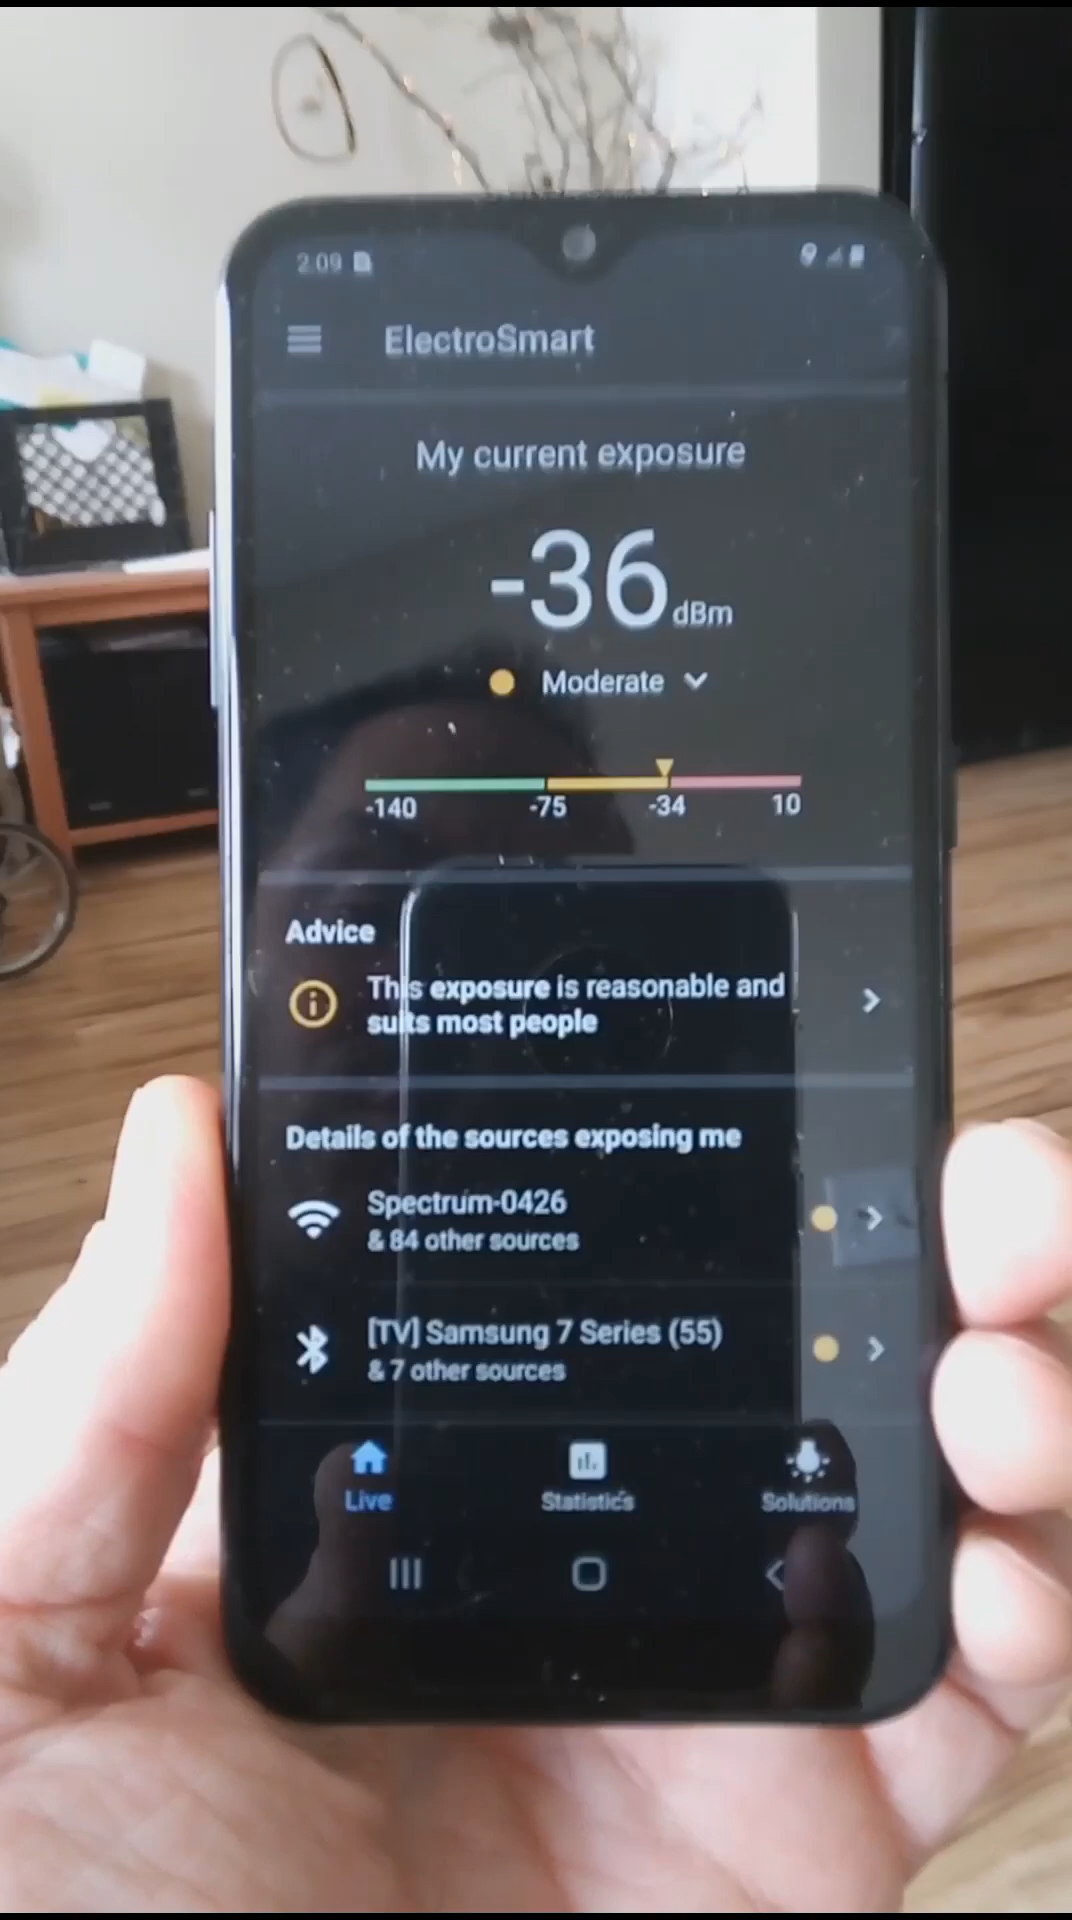 2:09
ElectroSmart
My current exposure
-36 dBm
Moderate
-140 -75 -34 10
Advice
This exposure is reasonable and
suits most people
Details of the sources exposing me
Spectrum-0426
& 84 other sources
[TV] Samsung 7 Series (55)
& 7 other sources
Live Statistics Solutions